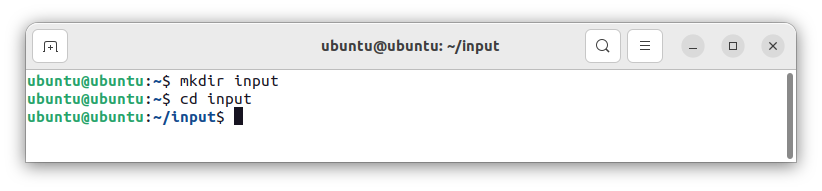 ubuntu@ubuntu: ~/input
ubuntu@ubuntu:~$ mkdir input
ubuntu@ubuntu:~$ cd input
ubuntu@ubuntu:~/input$